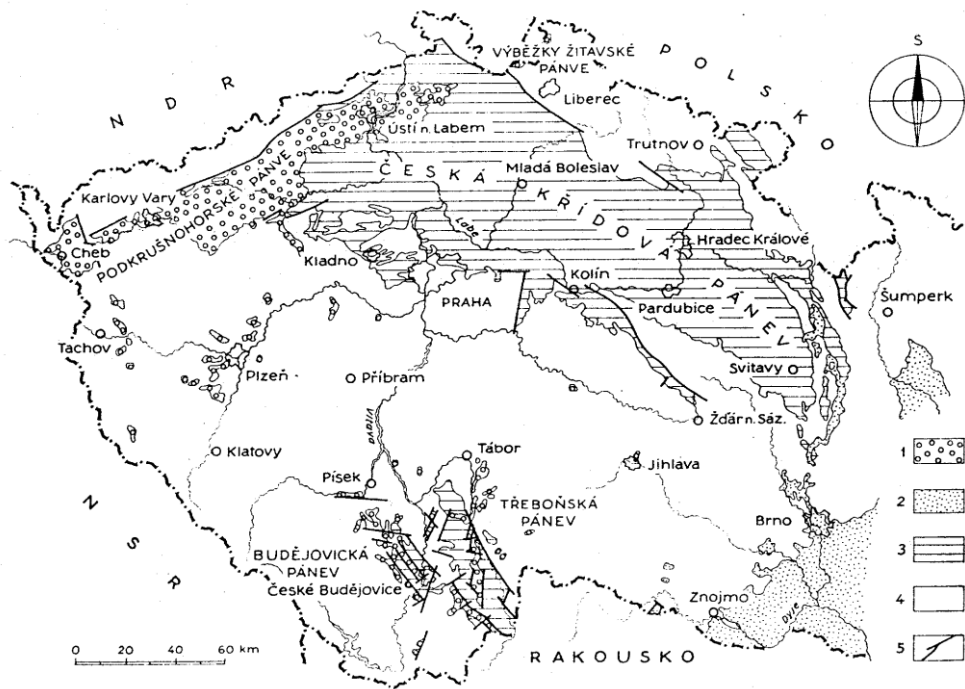 S
NDR
POLSKO
VÝBĚŽKY ŽITAVSKÉ
PÁNVE
Liberec
Ústí n. Labem
Trutnov
ČESKÁ KŘÍDOVÁ PÁNEV
Mladá Boleslav
Karlovy Vary
PODKRUŠNOHORSKÉ PÁNVE
Labe
Hradec Králové
Cheb
Kladno
Kolín
PRAHA
Pardubice
Šumperk
Tachov
Plzeň
Příbram
Svitavy
Žďár n. Sáz.
Vltava
Klatovy
Tábor
Jihlava
1
Písek
TŘEBOŇSKÁ
PÁNEV
2
Brno
NSR
BUDĚJOVICKÁ
PÁNEV
České Budějovice
3
Znojmo
Dyje
4
0 20 40 60 km
RAKOUSKO
5